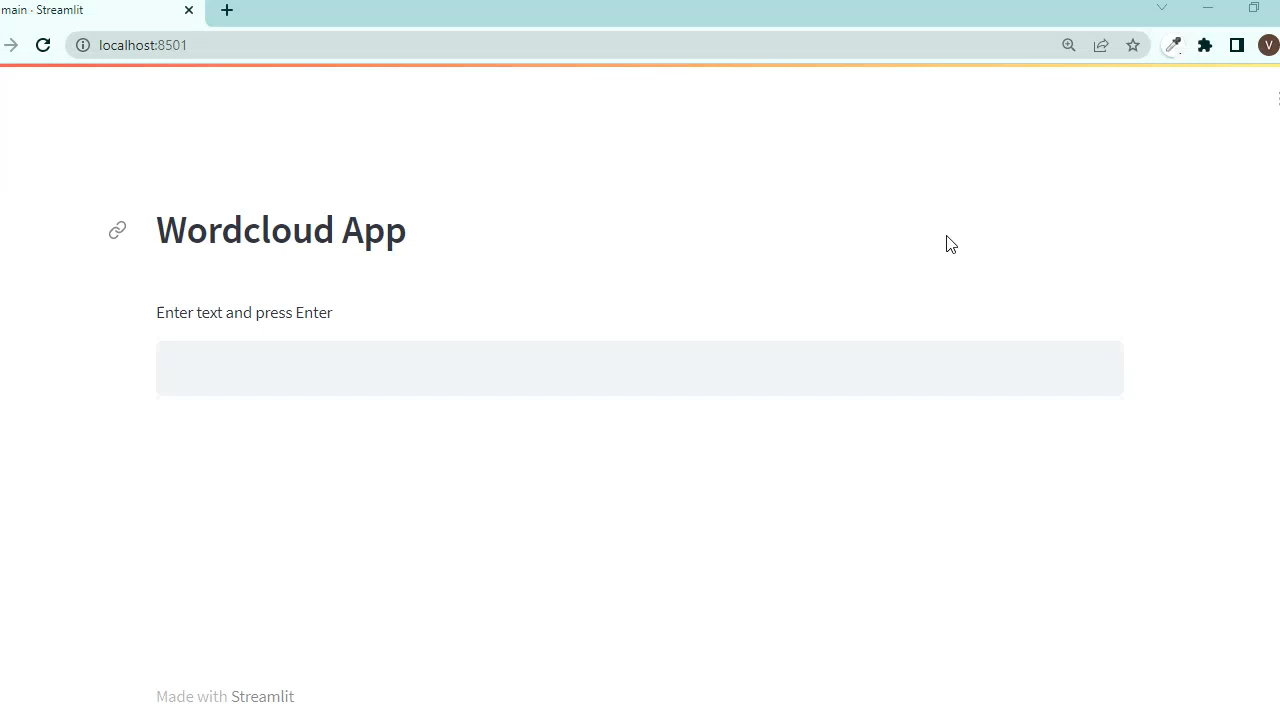 main · Streamlit
localhost:8501
V
Wordcloud App
Enter text and press Enter
Made with Streamlit